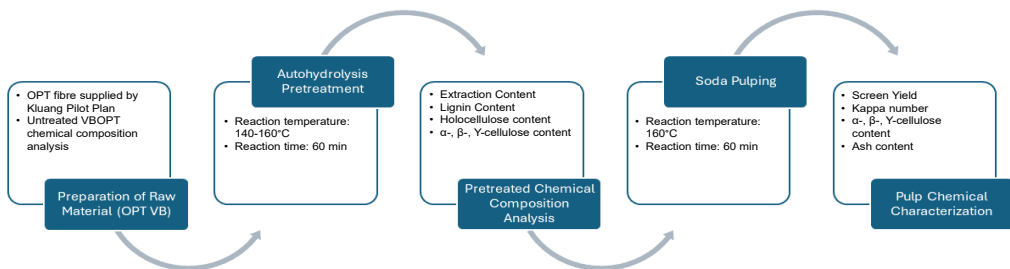 • OPT fibre supplied by
Kluang Pilot Plan
• Untreated VBOPT
chemical composition
analysis
Preparation of Raw
Material (OPT VB)
Autohydrolysis
Pretreatment
• Reaction temperature:
140-160°C
• Reaction time: 60 min
• Extraction Content
• Lignin Content
• Holocellulose content
• α-, β-, Y-cellulose content
Pretreated Chemical
Composition
Analysis
Soda Pulping
• Reaction temperature:
160°C
• Reaction time: 60 min
• Screen Yield
• Kappa number
• α-, β-, Y-cellulose
content
• Ash content
Pulp Chemical
Characterization